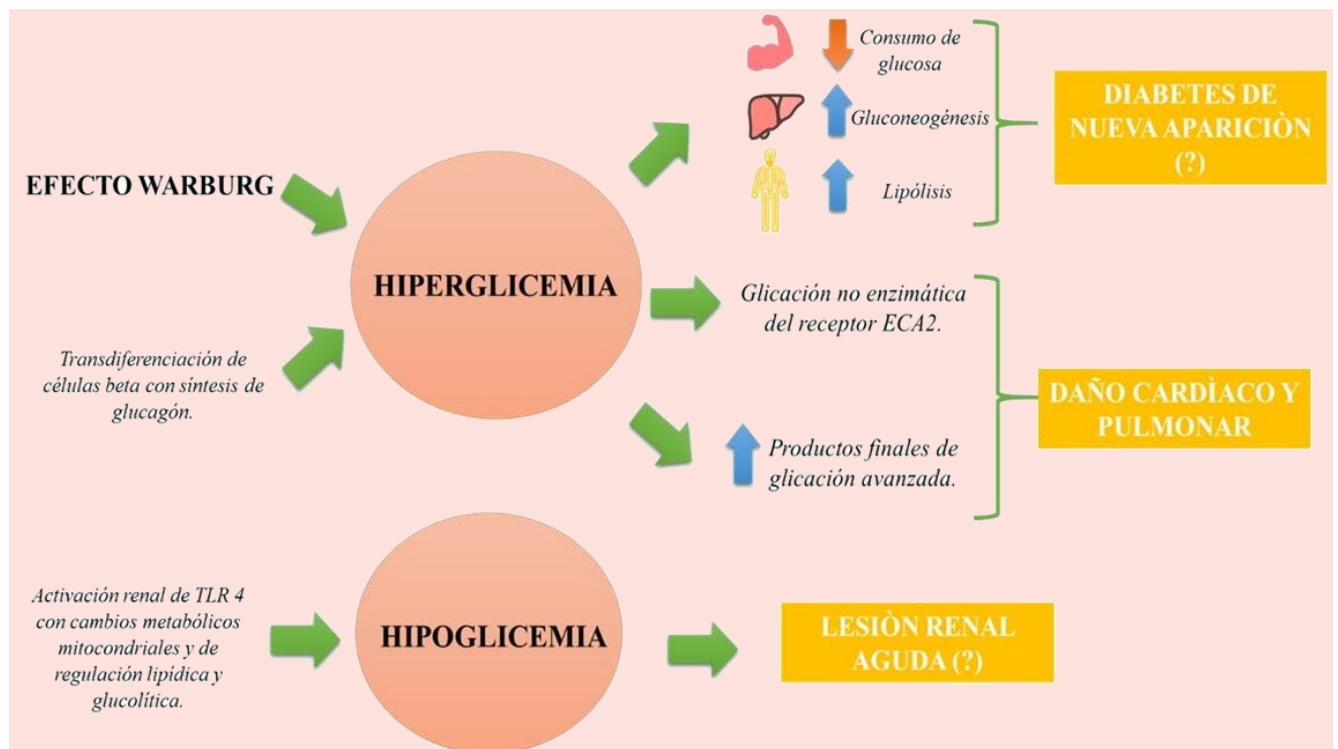 EFECTO WARBURG
Transdiferenciación de
células beta con síntesis de
glucagón.
HIPERGLICEMIA
Consumo de
glucosa
Gluconeogénesis
Lipólisis
DIABETES DE
NUEVA APARICIÒN
(?)
Glicación no enzimática
del receptor ECA2.
Productos finales de
glicación avanzada.
DAÑO CARDÌACO Y
PULMONAR
Activación renal de TLR 4
con cambios metabólicos
mitocondriales y de
regulación lipídica y
glucolítica.
HIPOGLICEMIA
LESIÒN RENAL
AGUDA (?)